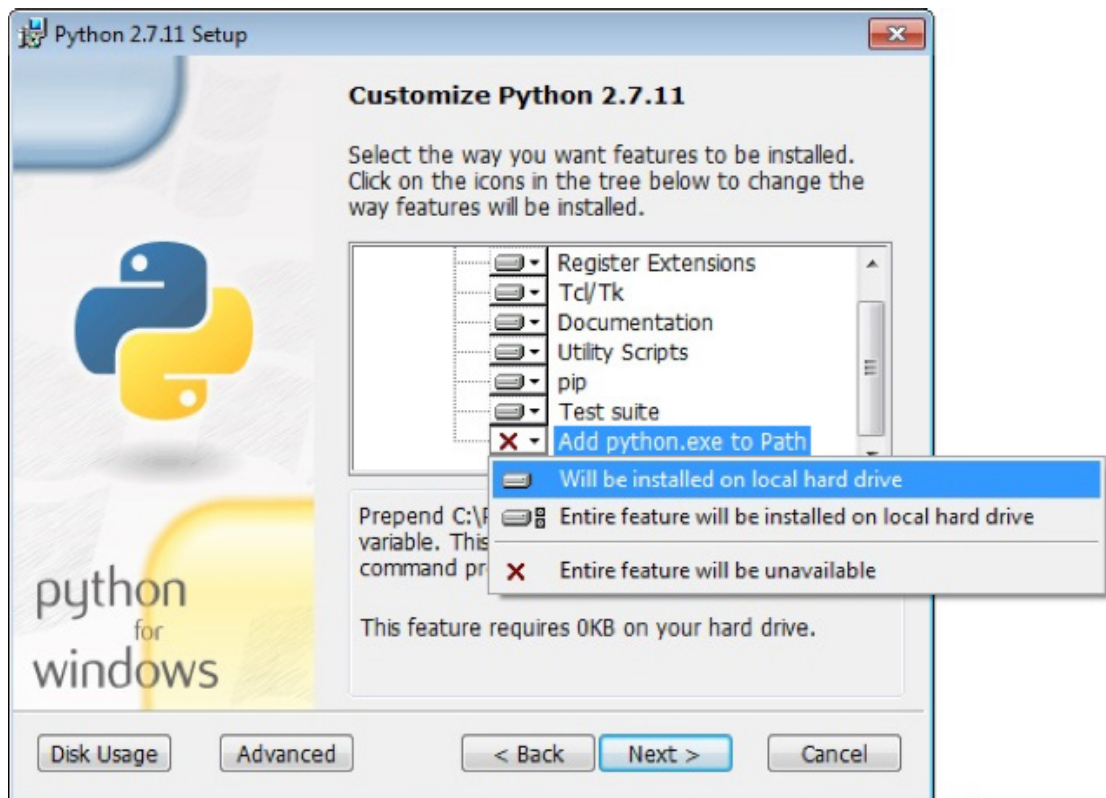 Python 2.7.11 Setup
Customize Python 2.7.11
Select the way you want features to be installed.
Click on the icons in the tree below to change the
way features will be installed.
Register Extensions
Tcl/Tk
Documentation
Utility Scripts
pip
Test suite
Add python.exe to Path
Will be installed on local hard drive
Entire feature will be installed on local hard drive
Entire feature will be unavailable
Prepend C:\
variable. This
command pr
This feature requires 0KB on your hard drive.
python
for
windows
Disk Usage
Advanced
< Back
Next >
Cancel